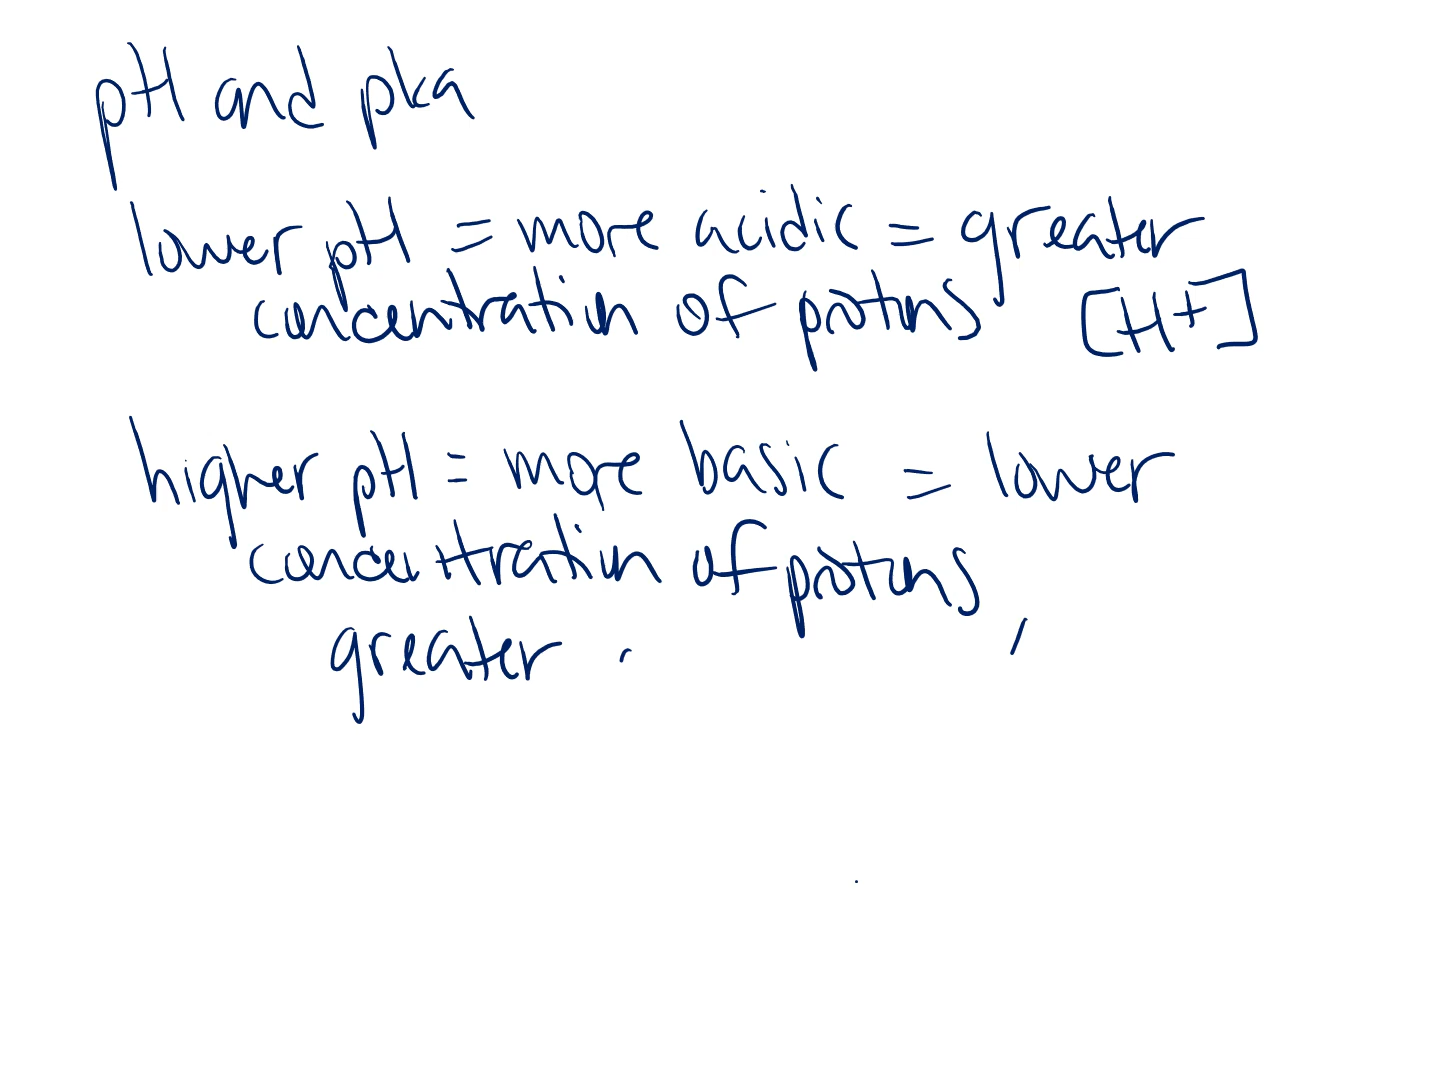 pH and pka
lower pH = more acidic = greater
concentration of protons [H+]
higher pH = more basic = lower
concentration of protons,
greater